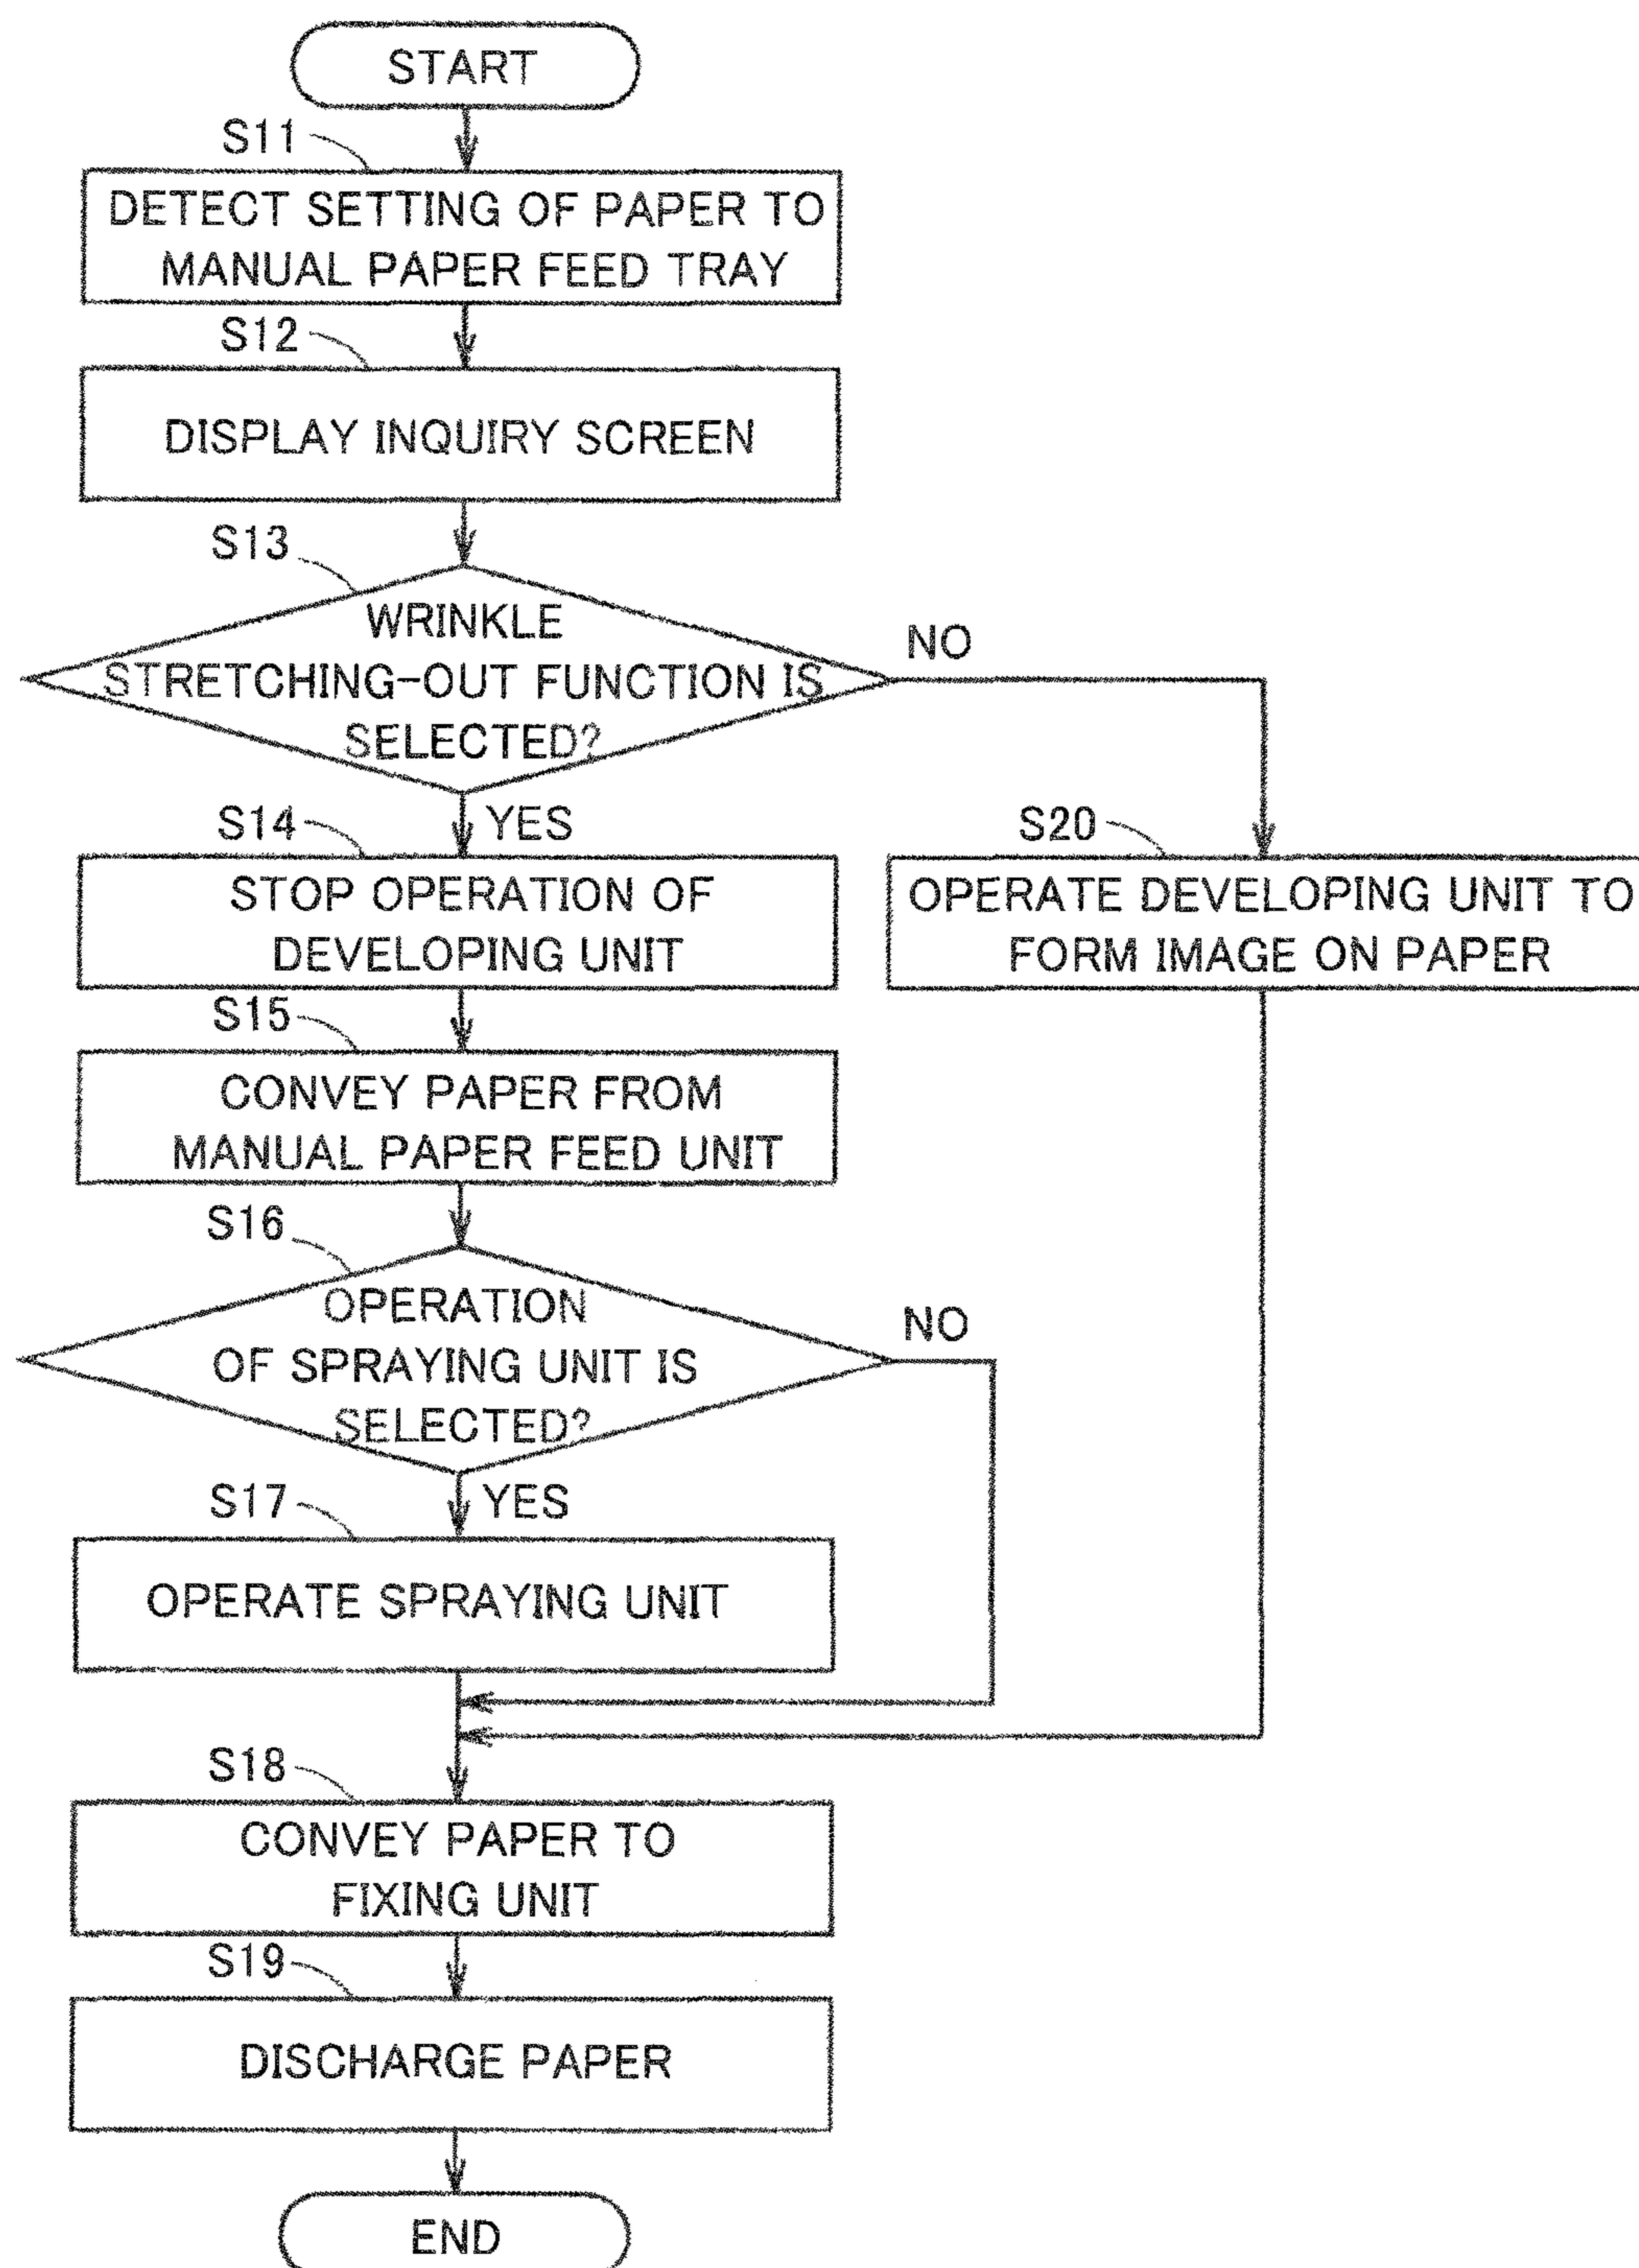 START
S11
DETECT SETTING OF PAPER TO
MANUAL PAPER FEED TRAY
S12
DISPLAY INQUIRY SCREEN
S13
WRINKLE
STRETCHING-OUT FUNCTION IS
SELECTED?
NO
YES
S14
STOP OPERATION OF
DEVELOPING UNIT
S20
OPERATE DEVELOPING UNIT TO
FORM IMAGE ON PAPER
S15
CONVEY PAPER FROM
MANUAL PAPER FEED UNIT
S16
OPERATION
OF SPRAYING UNIT IS
SELECTED?
NO
YES
S17
OPERATE SPRAYING UNIT
S18
CONVEY PAPER TO
FIXING UNIT
S19
DISCHARGE PAPER
END